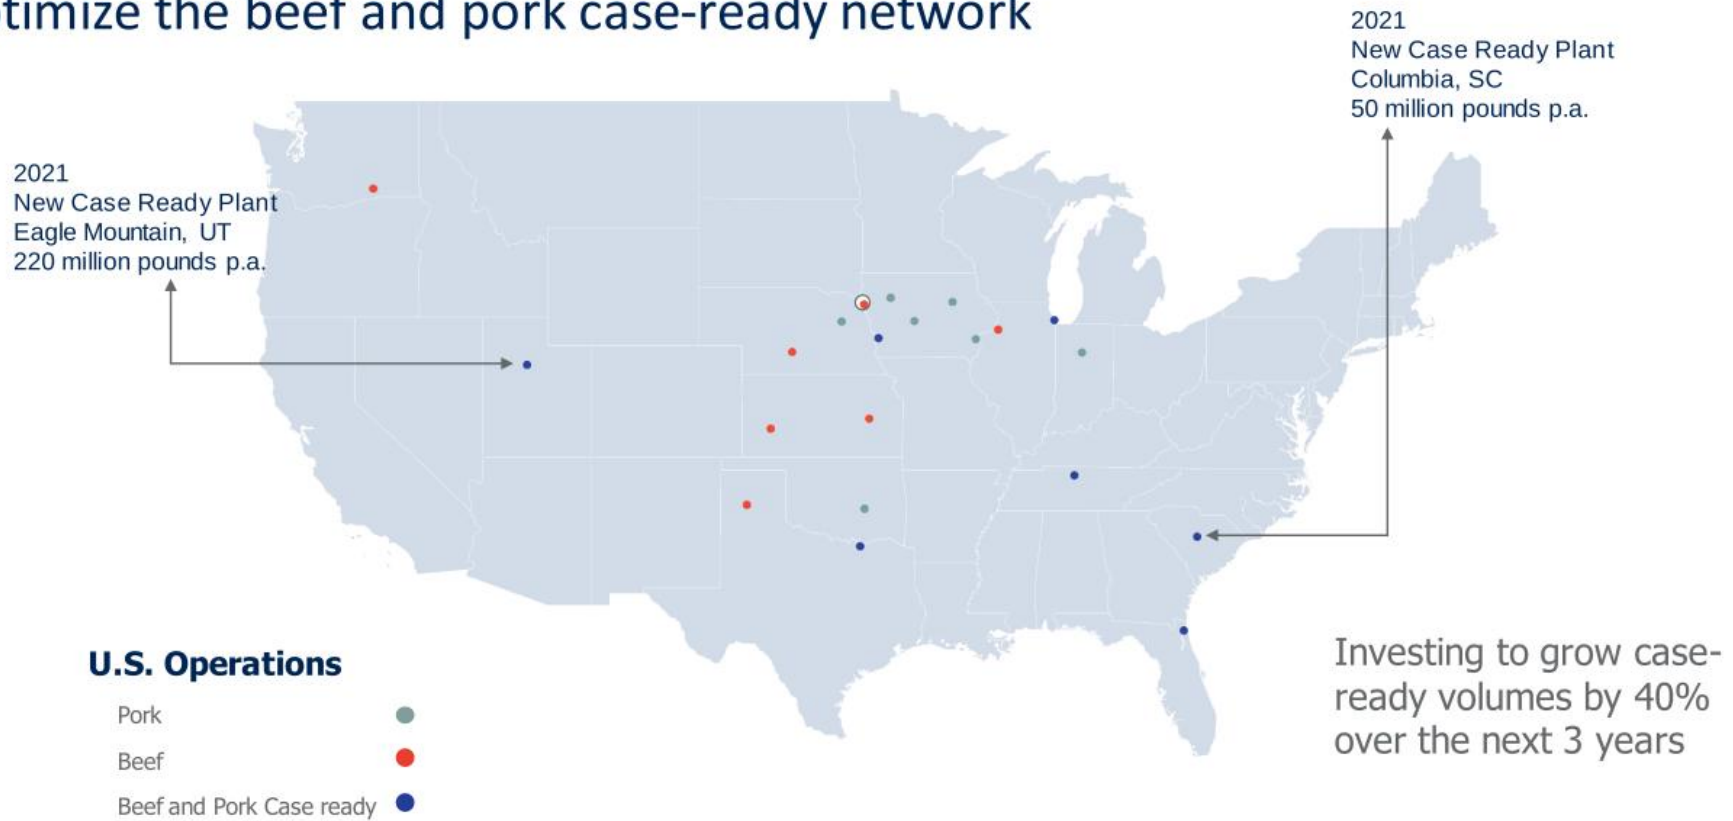 timize the beef and pork case-ready network
2021
New Case Ready Plant
Columbia, SC
50 million pounds p.a.
2021
New Case Ready Plant
Eagle Mountain, UT
220 million pounds p.a.
U.S. Operations
Pork
Beef
Beef and Pork Case ready
Investing to grow case-
ready volumes by 40%
over the next 3 years